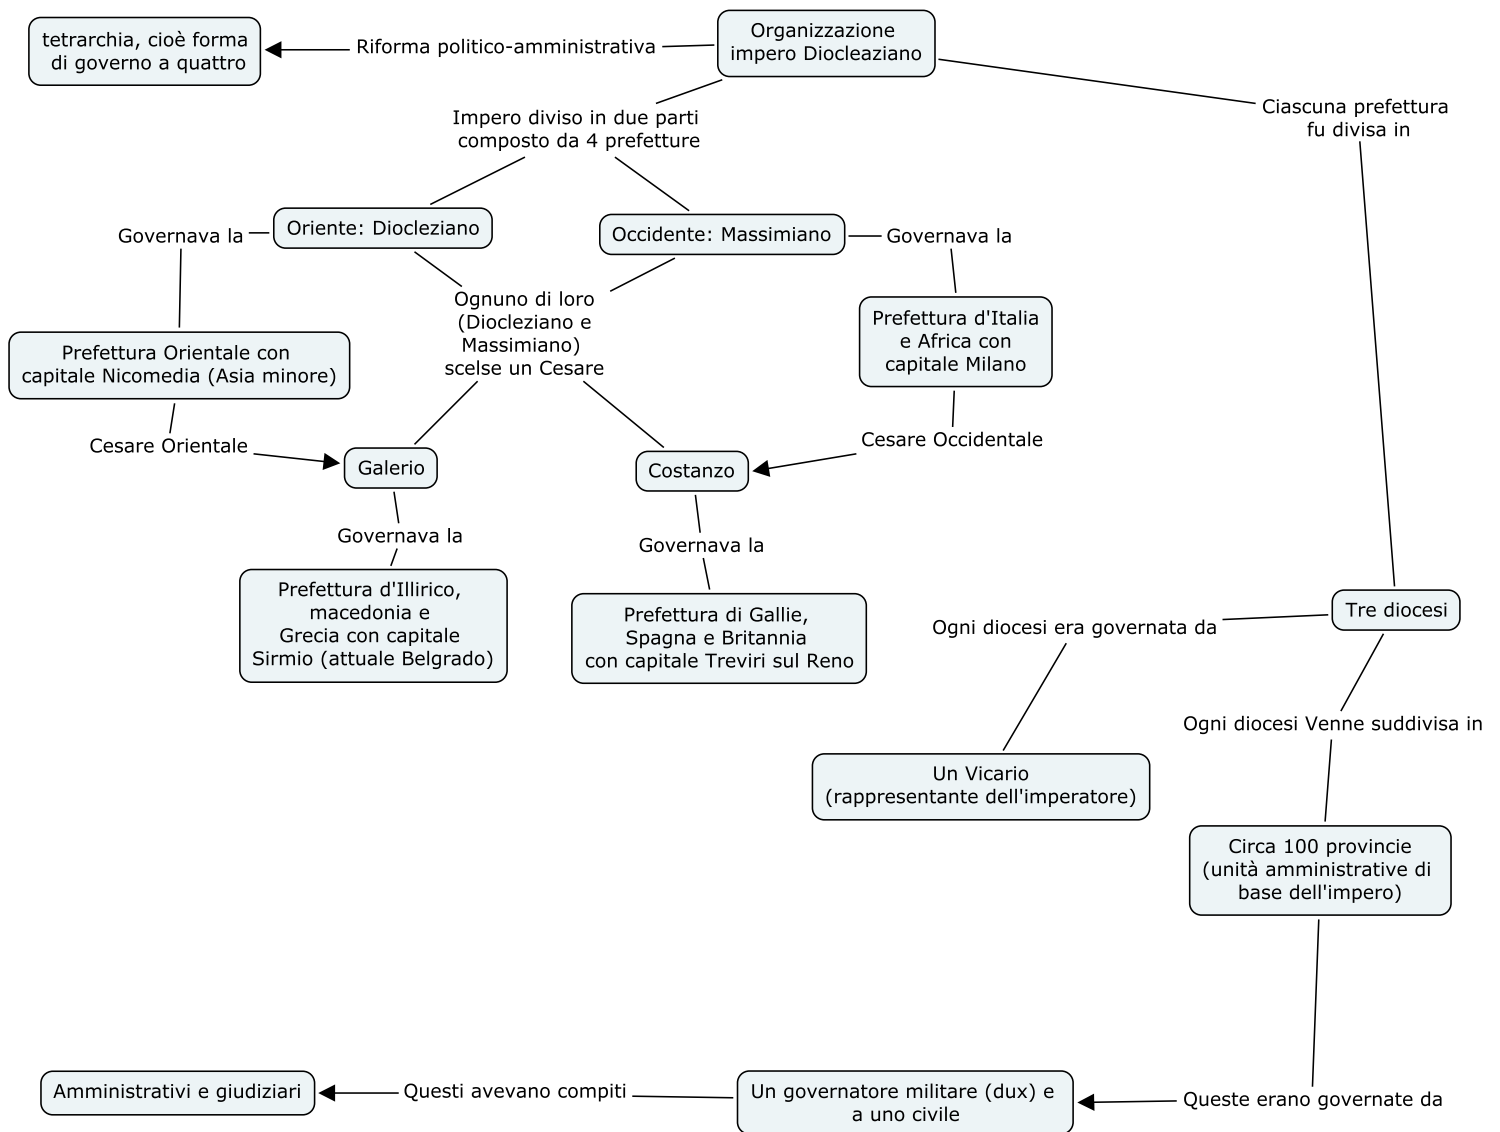 Organizzazione
impero Diocleaziano
Riforma politico-amministrativa
tetrarchia, cioè forma
di governo a quattro
Impero diviso in due parti
composto da 4 prefetture
Ciascuna prefettura
fu divisa in
Oriente: Diocleziano
Occidente: Massimiano
Governava la
Governava la
Ognuno di loro
(Diocleziano e
Massimiano)
scelse un Cesare
Prefettura Orientale con
capitale Nicomedia (Asia minore)
Prefettura d'Italia
e Africa con
capitale Milano
Cesare Orientale
Cesare Occidentale
Galerio
Costanzo
Governava la
Governava la
Prefettura d'Illirico,
macedonia e
Grecia con capitale
Sirmio (attuale Belgrado)
Prefettura di Gallie,
Spagna e Britannia
con capitale Treviri sul Reno
Tre diocesi
Ogni diocesi era governata da
Ogni diocesi Venne suddivisa in
Un Vicario
(rappresentante dell'imperatore)
Circa 100 provincie
(unità amministrative di
base dell'impero)
Queste erano governate da
Un governatore militare (dux) e
a uno civile
Questi avevano compiti
Amministrativi e giudiziari